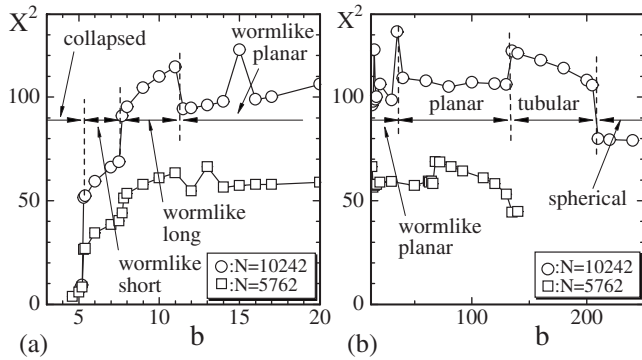 X²
100
50
0
collapsed
wormlike
planar
wormlike
long
wormlike
short
○:N=10242
□:N=5762
5
10
15
20
b
(a)
X²
100
50
0
planar
tubular
wormlike
planar
spherical
○:N=10242
□:N=5762
100
200
b
(b)